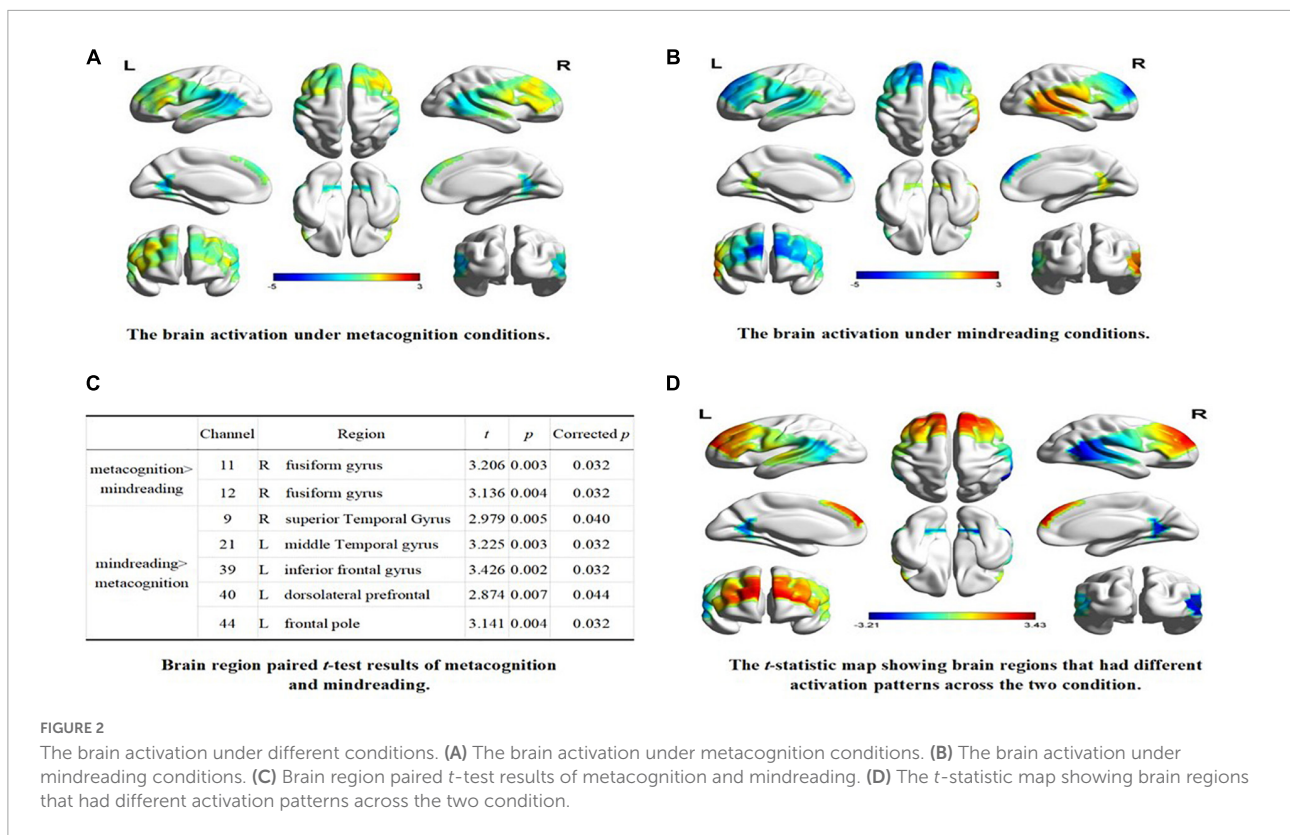 A
L
R
-5
3
The brain activation under metacognition conditions.
B
L
R
-5
3
The brain activation under mindreading conditions.
C
Channel Region t p Corrected p
metacognition> mindreading
11 R fusiform gyrus 3.206 0.003 0.032
12 R fusiform gyrus 3.136 0.004 0.032
mindreading> metacognition
9 R superior Temporal Gyrus 2.979 0.005 0.040
21 L middle Temporal gyrus 3.225 0.003 0.032
39 L inferior frontal gyrus 3.426 0.002 0.032
40 L dorsolateral prefrontal 2.874 0.007 0.044
44 L frontal pole 3.141 0.004 0.032
Brain region paired t-test results of metacognition
and mindreading.
D
L
R
-3.21
3.43
The t-statistic map showing brain regions that had different
activation patterns across the two condition.
FIGURE 2
The brain activation under different conditions. (A) The brain activation under metacognition conditions. (B) The brain activation under
mindreading conditions. (C) Brain region paired t-test results of metacognition and mindreading. (D) The t-statistic map showing brain regions
that had different activation patterns across the two condition.